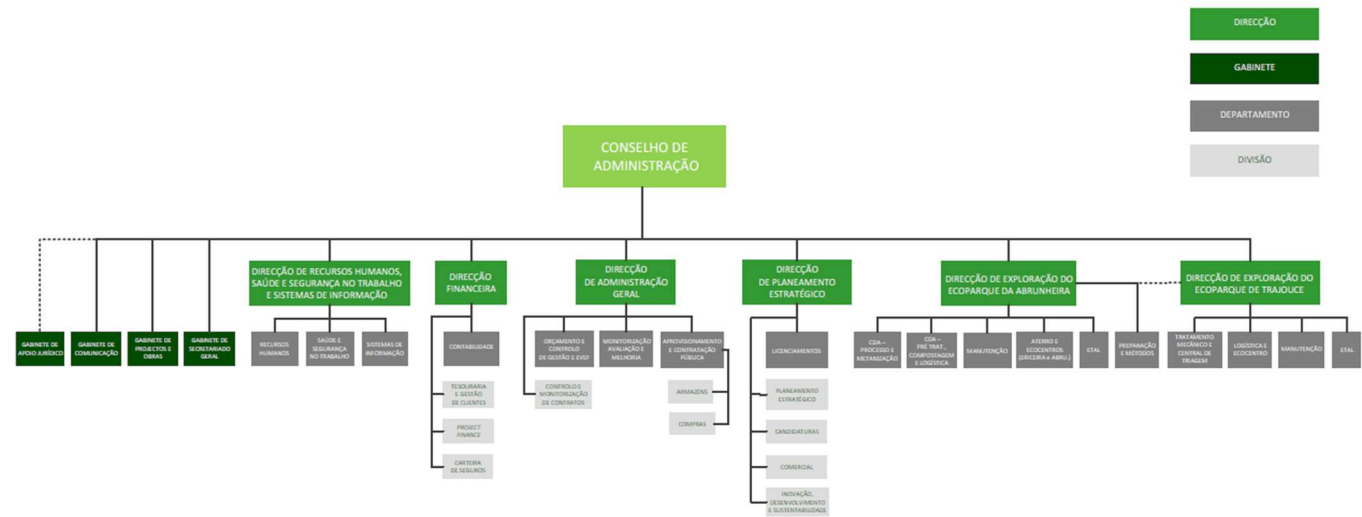 DIRECÇÃO
GABINETE
DEPARTAMENTO
DIVISÃO
CONSELHO DE
ADMINISTRAÇÃO
DIRECÇÃO DE RECURSOS HUMANOS,
SAÚDE E SEGURANÇA NO TRABALHO
E SISTEMAS DE INFORMAÇÃO
DIRECÇÃO
FINANCEIRA
DIRECÇÃO
DE ADMINISTRAÇÃO
GERAL
DIRECÇÃO
DE PLANEAMENTO
ESTRATÉGICO
DIRECÇÃO DE EXPLORAÇÃO DO
ECOPARQUE DA ABRUNHEIRA
DIRECÇÃO DE EXPLORAÇÃO DO
ECOPARQUE DE TRAJOUCE
GABINETE DE
APOIO JURÍDICO
GABINETE DE
COMUNICAÇÃO
GABINETE DE
PROJECTOS E
OBRAS
GABINETE DE
SECRETARIADO
GERAL
RECURSOS
HUMANOS
SAÚDE E
SEGURANÇA
NO TRABALHO
SISTEMAS DE
INFORMAÇÃO
CONTABILIDADE
ORÇAMENTO E
CONTROLO
DE GESTÃO E EVEF
MONITORIZAÇÃO
AVALIAÇÃO E
MELHORIA
APROVISIONAMENTO
E CONTRATAÇÃO
PÚBLICA
LICENCIAMENTOS
CDA –
PROCESSO E
METANIZAÇÃO
CDA –
PRÉ TRAT.,
COMPOSTAGEM
E LOGÍSTICA
MANUTENÇÃO
ATERRO E
ECOCENTROS
(ERICEIRA e ABRU.)
ETAL
PREPARAÇÃO
E MÉTODOS
TRATAMENTO
MECÂNICO E
CENTRAL DE
TRIAGEM
LOGÍSTICA E
ECOCENTRO
MANUTENÇÃO
ETAL
TESOURARIA
E GESTÃO
DE CLIENTES
PROJECT
FINANCE
CARTEIRA
DE SEGUROS
CONTROLO E
MONITORIZAÇÃO
DE CONTRATOS
ARMAZENS
COMPRAS
PLANEAMENTO
ESTRATÉGICO
CANDIDATURAS
COMERCIAL
INOVAÇÃO,
DESENVOLVIMENTO
E SUSTENTABILIDADE